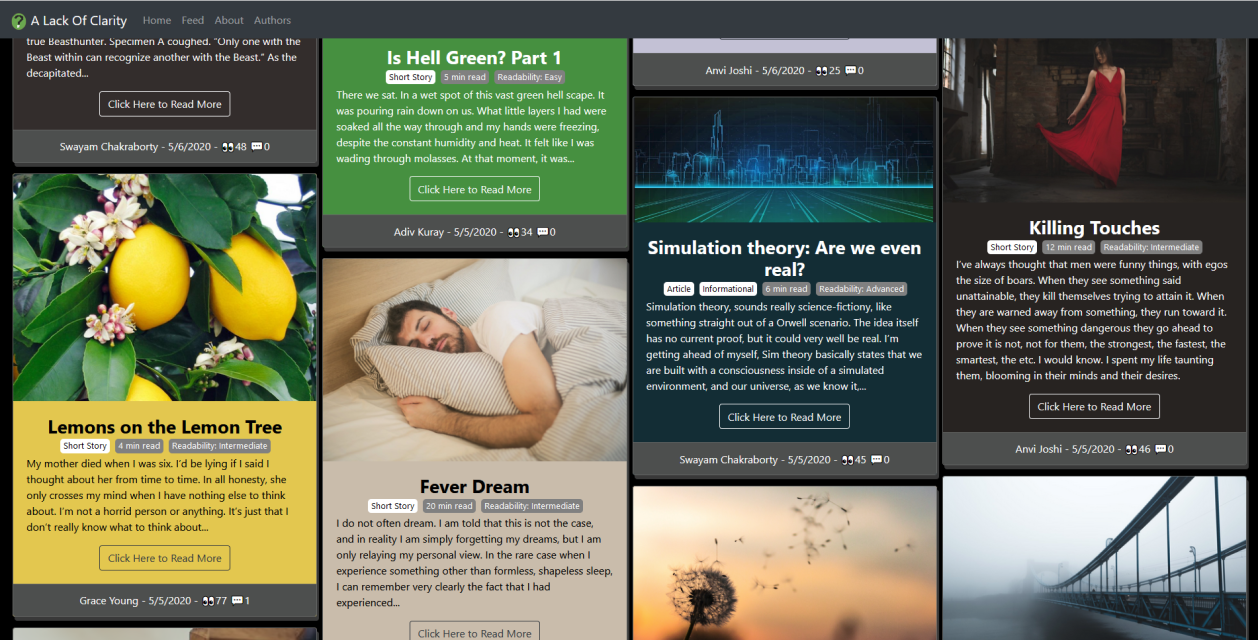 A Lack Of Clarity Home Feed About Authors
true Beasthunter. Specimen A coughed. "Only one with the
Beast within can recognize another with the Beast." As the
decapitated...
Click Here to Read More
Swayam Chakraborty - 5/6/2020 - 48 0
Lemons on the Lemon Tree
Short Story 4 min read Readability: Intermediate
My mother died when I was six. I'd be lying if I said I
thought about her from time to time. In all honesty, she
only crosses my mind when I have nothing else to think
about. I'm not a horrid person or anything. It's just that I
don't really know what to think about...
Click Here to Read More
Grace Young - 5/5/2020 - 77 1
Is Hell Green? Part 1
Short Story 5 min read Readability: Easy
There we sat. In a wet spot of this vast green hell scape. It
was pouring rain down on us. What little layers I had were
soaked all the way through and my hands were freezing,
despite the constant humidity and heat. It felt like I was
wading through molasses. At that moment, it was...
Click Here to Read More
Adiv Kuray - 5/5/2020 - 34 0
Fever Dream
Short Story 20 min read Readability: Intermediate
I do not often dream. I am told that this is not the case,
and in reality I am simply forgetting my dreams, but I am
only relaying my personal view. In the rare case when I
experience something other than formless, shapeless sleep,
I can remember very clearly the fact that I had
experienced...
Click Here to Read More
Anvi Joshi - 5/6/2020 - 25 0
Simulation theory: Are we even
real?
Article Informational 6 min read Readability: Advanced
Simulation theory, sounds really science-fictiony, like
something straight out of a Orwell scenario. The idea itself
has no current proof, but it could very well be real. I'm
getting ahead of myself, Sim theory basically states that we
are built with a consciousness inside of a simulated
environment, and our universe, as we know it,...
Click Here to Read More
Swayam Chakraborty - 5/5/2020 - 45 0
Killing Touches
Short Story 12 min read Readability: Intermediate
I've always thought that men were funny things, with egos
the size of boars. When they see something said
unattainable, they kill themselves trying to attain it. When
they are warned away from something, they run toward it.
When they see something dangerous they go ahead to
prove it is not, not for them, the strongest, the fastest, the
smartest, the etc. I would know. I spent my life taunting
them, blooming in their minds and their desires.
Click Here to Read More
Anvi Joshi - 5/5/2020 - 46 0